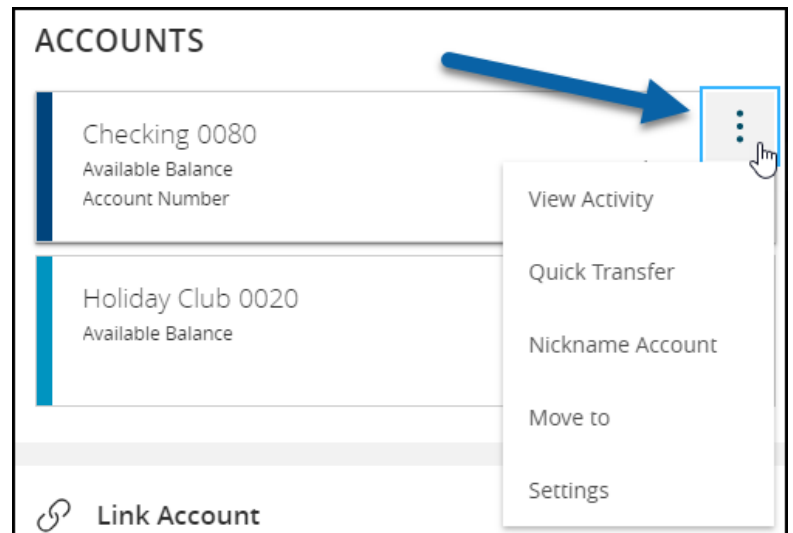 ACCOUNTS
Checking 0080
Available Balance
Account Number
View Activity
Quick Transfer
Nickname Account
Move to
Settings
Holiday Club 0020
Available Balance
Link Account